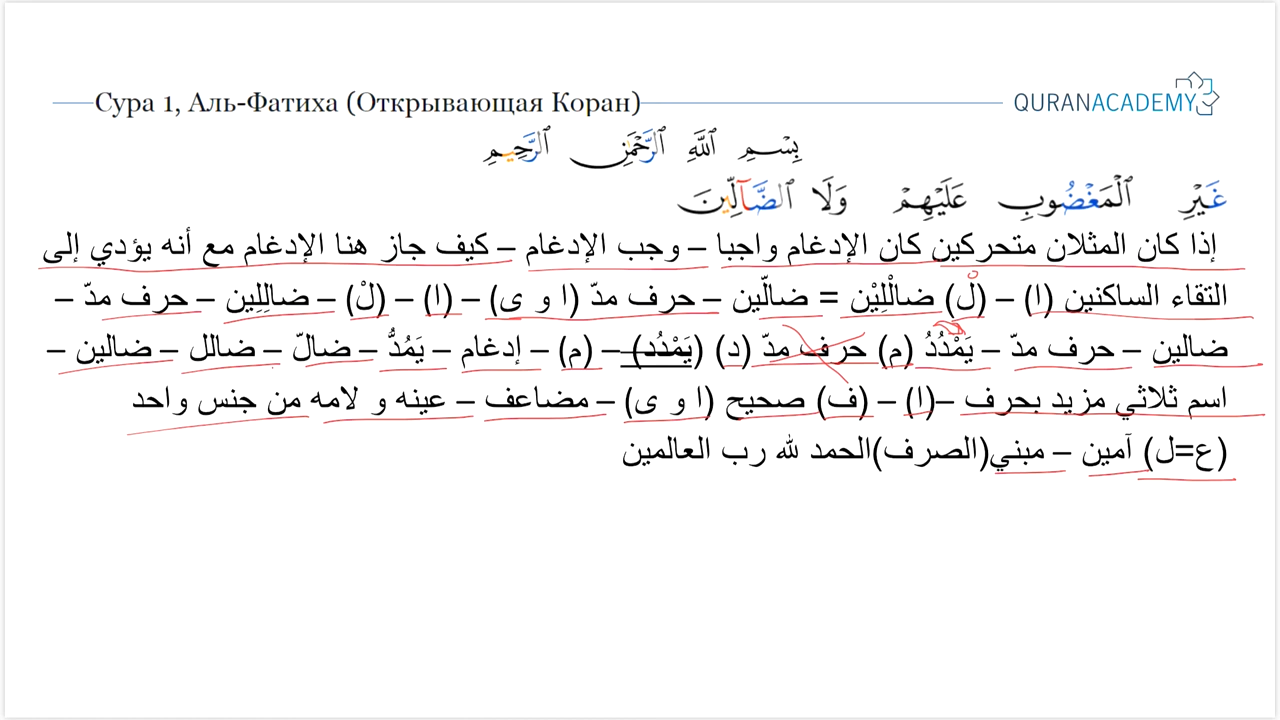 Сура 1, Аль-Фатиха (Открывающая Коран)
QURANACADEMY
بِسْمِ ٱللَّهِ ٱلرَّحْمَٰنِ ٱلرَّحِيمِ
غَيْرِ ٱلْمَغْضُوبِ عَلَيْهِمْ وَلَا ٱلضَّآلِّينَ
إذا كان المثلان متحركين كان الإدغام واجبا – وجب الإدغام – كيف جاز هنا الإدغام مع أنه يؤدي إلى
التقاء الساكنين (ا) – (لْ) ضالْلِيْن = ضالّين – حرف مدّ (ا و ى) – (ا) – (لْ) – ضالِلِين – حرف مدّ –
ضالين – حرف مدّ – يَمْدُدُ (م) حرف مدّ (د) (يَمْدُد) – (م) – إدغام – يَمُدُّ – ضالّ – ضالل – ضالين –
اسم ثلاثي مزيد بحرف –(ا) – (ف) صحيح (ا و ى) – مضاعف – عينه و لامه من جنس واحد
(ع=ل) آمين – مبني(الصرف)الحمد لله رب العالمين